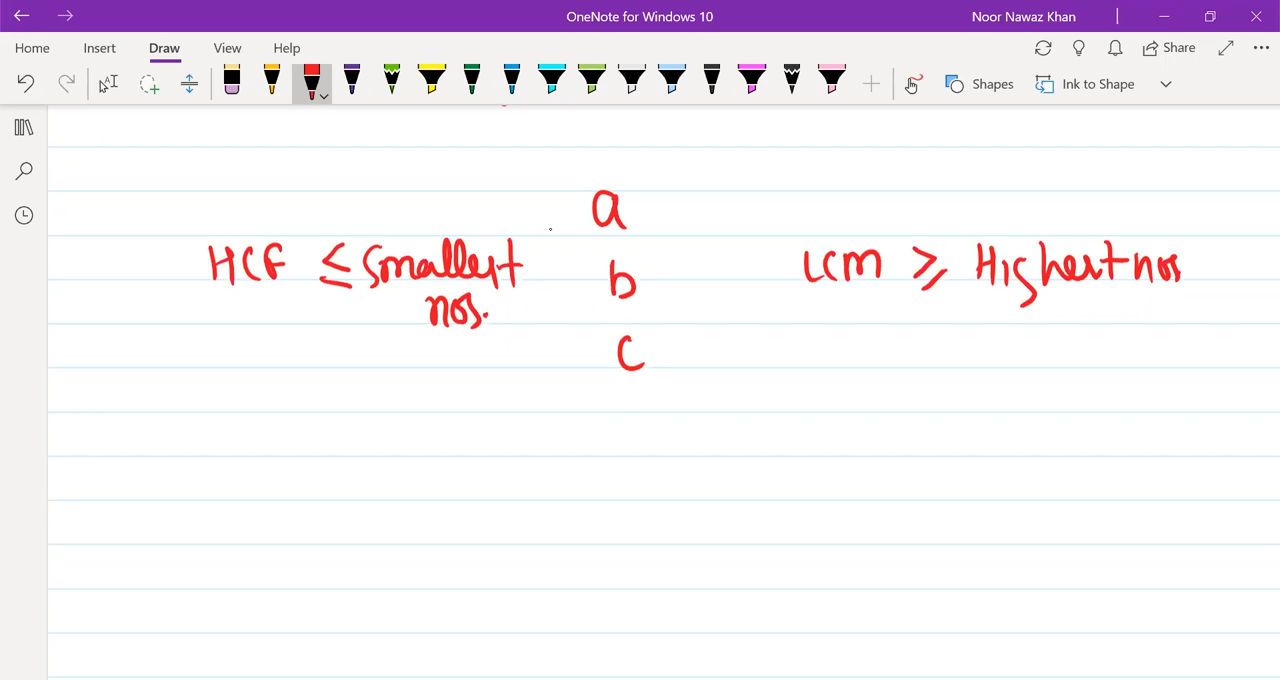 OneNote for Windows 10
Noor Nawaz Khan
Home Insert Draw View Help
Share
Shapes
Ink to Shape
a
HCF ≤ Smallest
nos.
b
LCM ≥ Highest nos
c